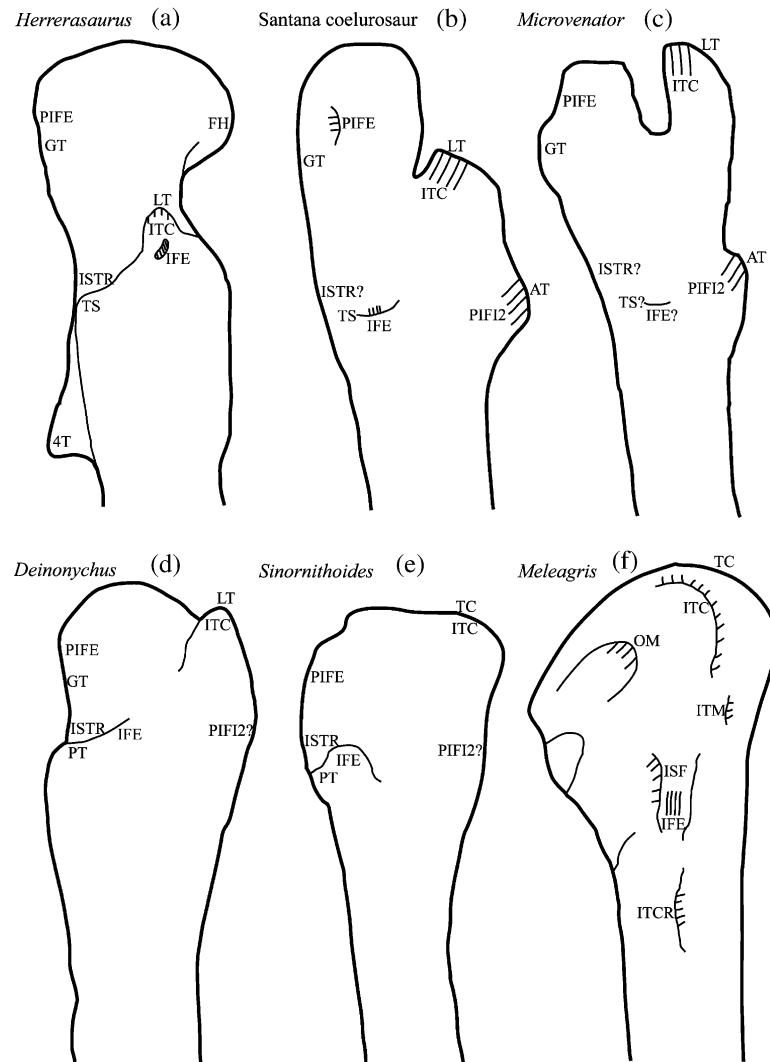 Herrerasaurus (a)
PIFE
GT
FH
LT
ITC
IFE
ISTR
TS
4T
Santana coelurosaur (b)
PIFE
GT
LT
ITC
ISTR?
TS
IFE
AT
PIFI2
Microvenator (c)
LT
ITC
PIFE
GT
ISTR?
TS?
IFE?
AT
PIFI2
Deinonychus (d)
LT
ITC
PIFE
GT
ISTR
IFE
PT
PIFI2?
Sinornithoides (e)
TC
ITC
PIFE
ISTR
IFE
PT
PIFI2?
Meleagris (f)
TC
ITC
OM
ITM
ISF
IFE
ITCR